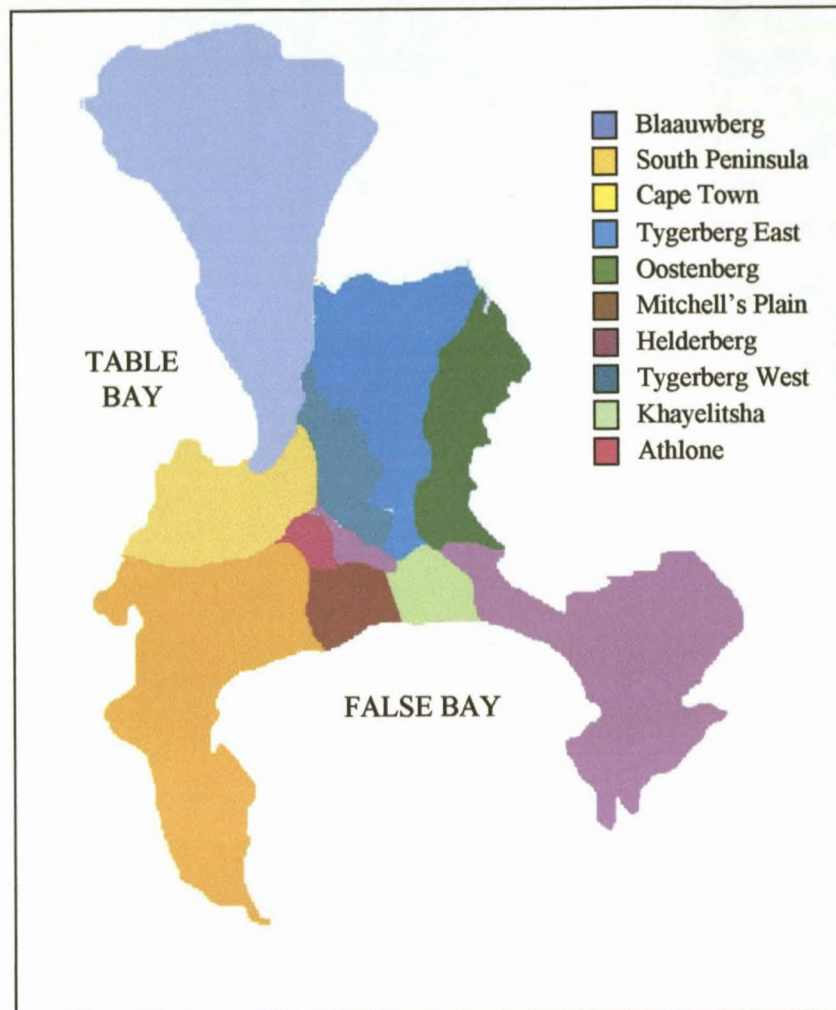 Blaauwberg
South Peninsula
Cape Town
Tygerberg East
Oostenberg
Mitchell's Plain
Helderberg
Tygerberg West
Khayelitsha
Athlone
TABLE
BAY
FALSE BAY